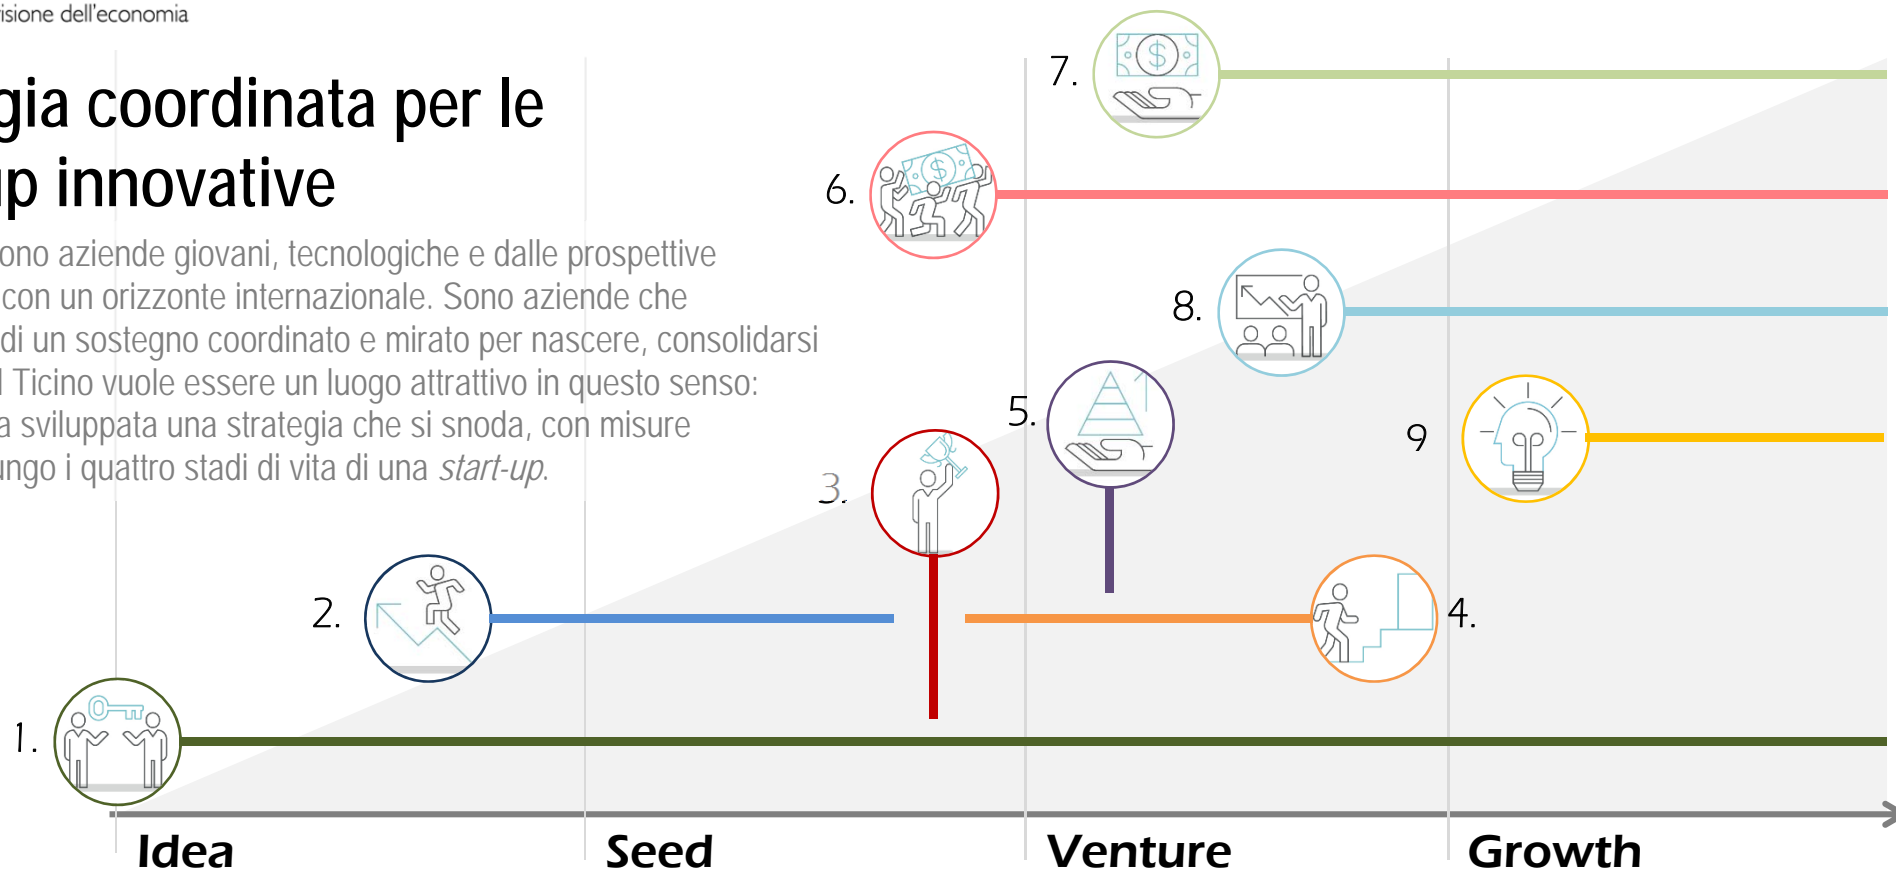 isione dell'economia
gia coordinata per le
up innovative
ono aziende giovani, tecnologiche e dalle prospettive
con un orizzonte internazionale. Sono aziende che
di un sostegno coordinato e mirato per nascere, consolidarsi
l Ticino vuole essere un luogo attrattivo in questo senso:
a sviluppata una strategia che si snoda, con misure
ungo i quattro stadi di vita di una start-up.
7.
6.
8.
5.
9
3.
2.
4.
1.
Idea
Seed
Venture
Growth